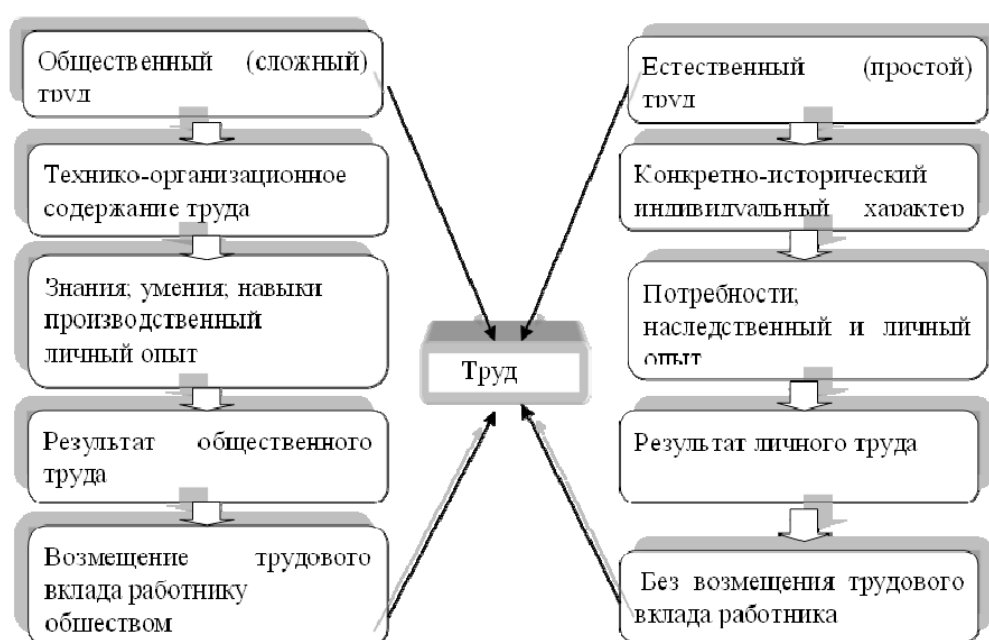 Общественный (сложный)
труд
Технико-организационное
содержание труда
Знания; умения; навыки
производственный
личный опыт
Результат общественного
труда
Возмещение трудового
вклада работнику
обществом
Труд
Естественный (простой)
труд
Конкретно-исторический
индивидуальный характер
Потребности;
наследственный и личный
опыт
Результат личного труда
Без возмещения трудового
вклада работника